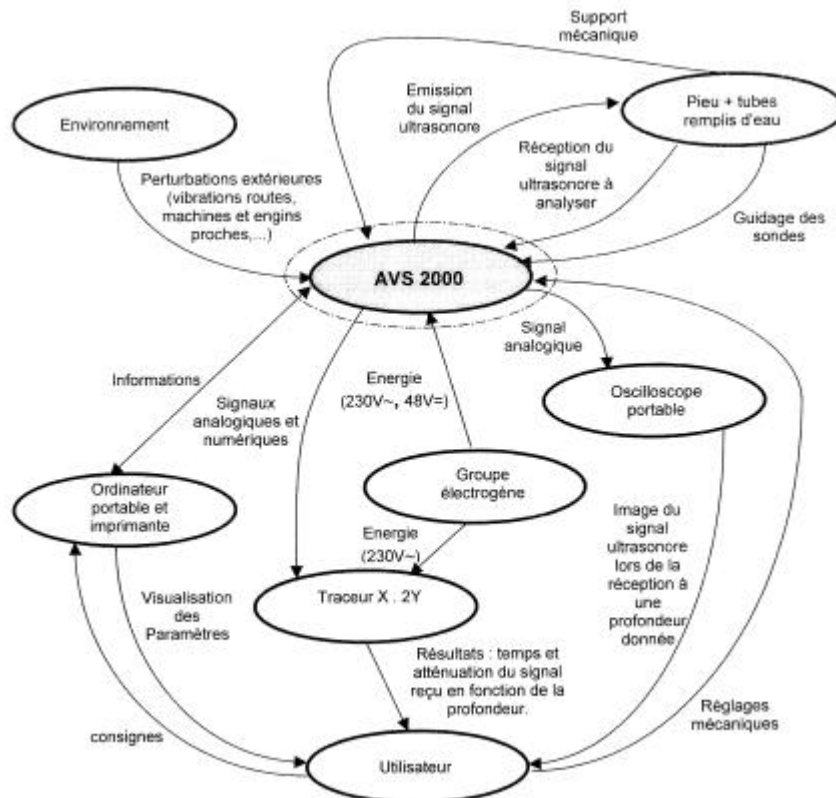 Support
mécanique
Environnement
Emission
du signal
ultrasonore
Pieu + tubes
remplis d'eau
Perturbations extérieures
(vibrations routes,
machines et engins
proches,...)
Réception du
signal
ultrasonore à
analyser
Guidage des
sondes
AVS 2000
Signal
analogique
Informations
Signaux
analogiques et
numériques
Energie
(230V~, 48V=)
Oscilloscope
portable
Ordinateur
portable et
imprimante
Groupe
électrogène
Energie
(230V~)
Image du
signal
ultrasonore
lors de la
réception à
une
profondeur
donnée
Visualisation
des
Paramètres
Traceur X . 2Y
Résultats : temps et
atténuation du signal
reçu en fonction de la
profondeur.
Règlages
mécaniques
consignes
Utilisateur